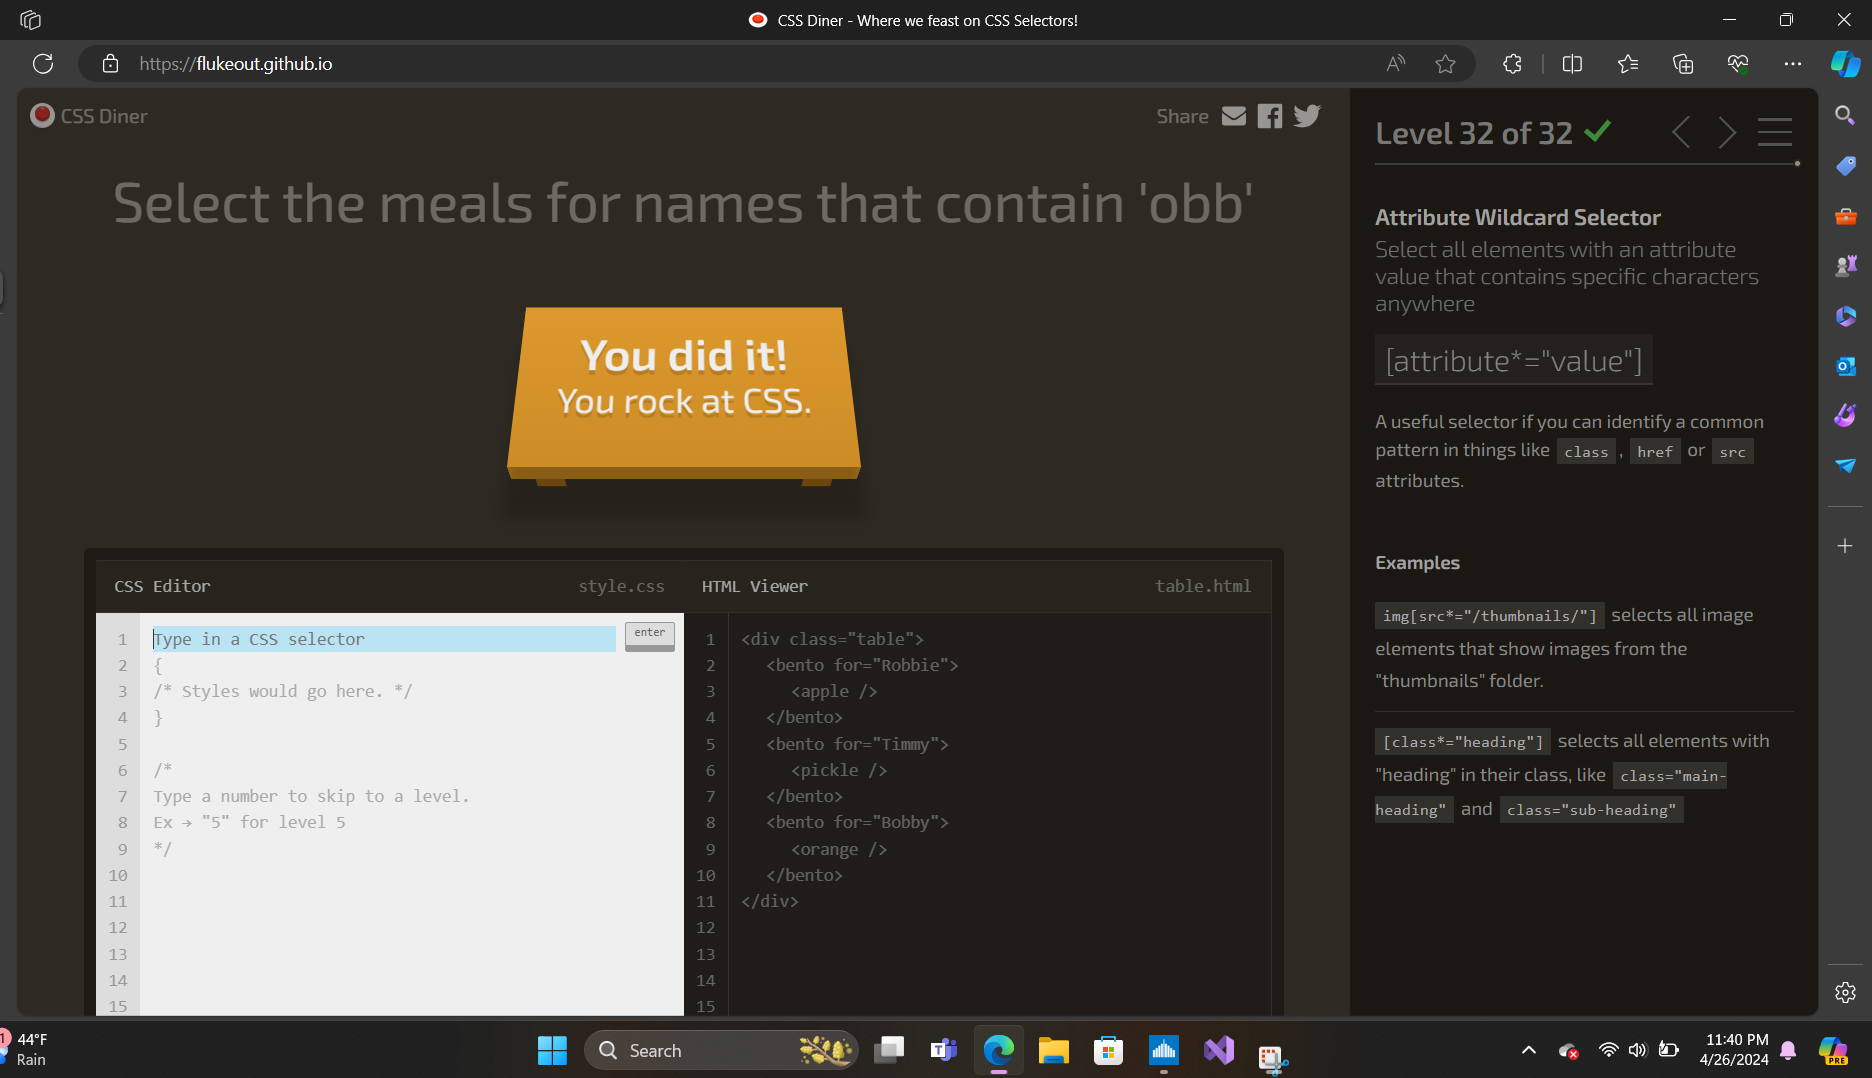 CSS Diner - Where we feast on CSS Selectors!
https://flukeout.github.io
CSS Diner
Share
Select the meals for names that contain 'obb'
You did it!
You rock at CSS.
CSS Editor
style.css
1 Type in a CSS selector
enter
2 {
3 /* Styles would go here. */
4 }
5
6 /*
7 Type a number to skip to a level.
8 Ex → "5" for level 5
9 */
10
11
12
13
14
15
HTML Viewer
table.html
1 <div class="table">
2 <bento for="Robbie">
3 <apple />
4 </bento>
5 <bento for="Timmy">
6 <pickle />
7 </bento>
8 <bento for="Bobby">
9 <orange />
10 </bento>
11 </div>
12
13
14
15
Level 32 of 32
Attribute Wildcard Selector
Select all elements with an attribute
value that contains specific characters
anywhere
[attribute*="value"]
A useful selector if you can identify a common
pattern in things like class , href or src
attributes.
Examples
img[src*="/thumbnails/"] selects all image
elements that show images from the
"thumbnails" folder.
[class*="heading"] selects all elements with
"heading" in their class, like class="main-
heading" and class="sub-heading"
1
44°F
Rain
Search
11:40 PM
4/26/2024
PRE